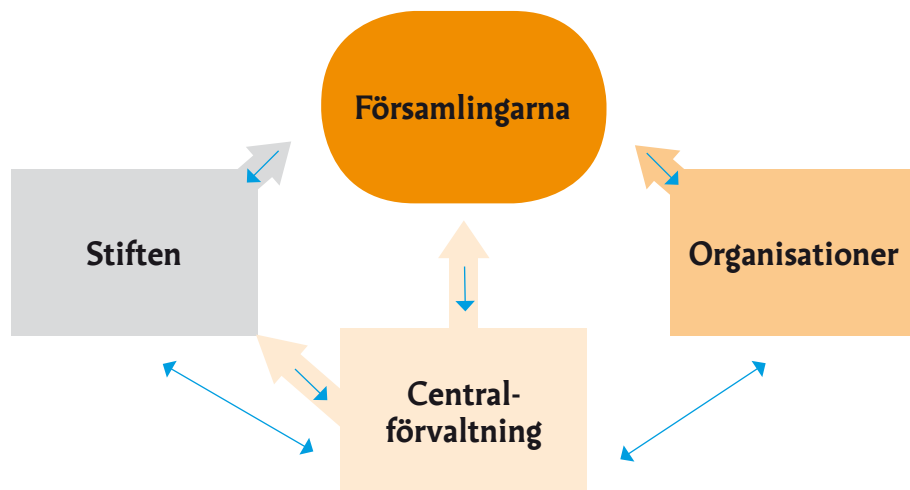 Församlingarna
Stiften
Organisationer
Central-
förvaltning